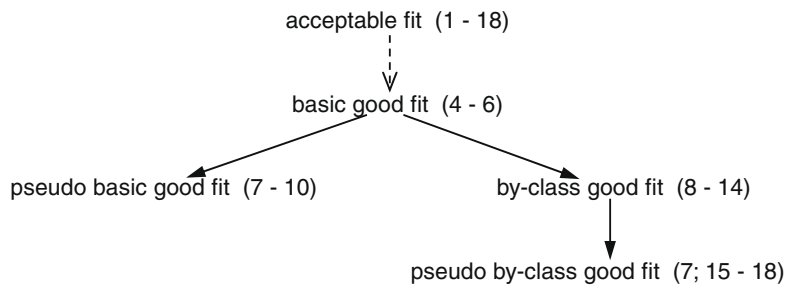 acceptable fit (1 - 18)
basic good fit (4 - 6)
pseudo basic good fit (7 - 10)
by-class good fit (8 - 14)
pseudo by-class good fit (7; 15 - 18)